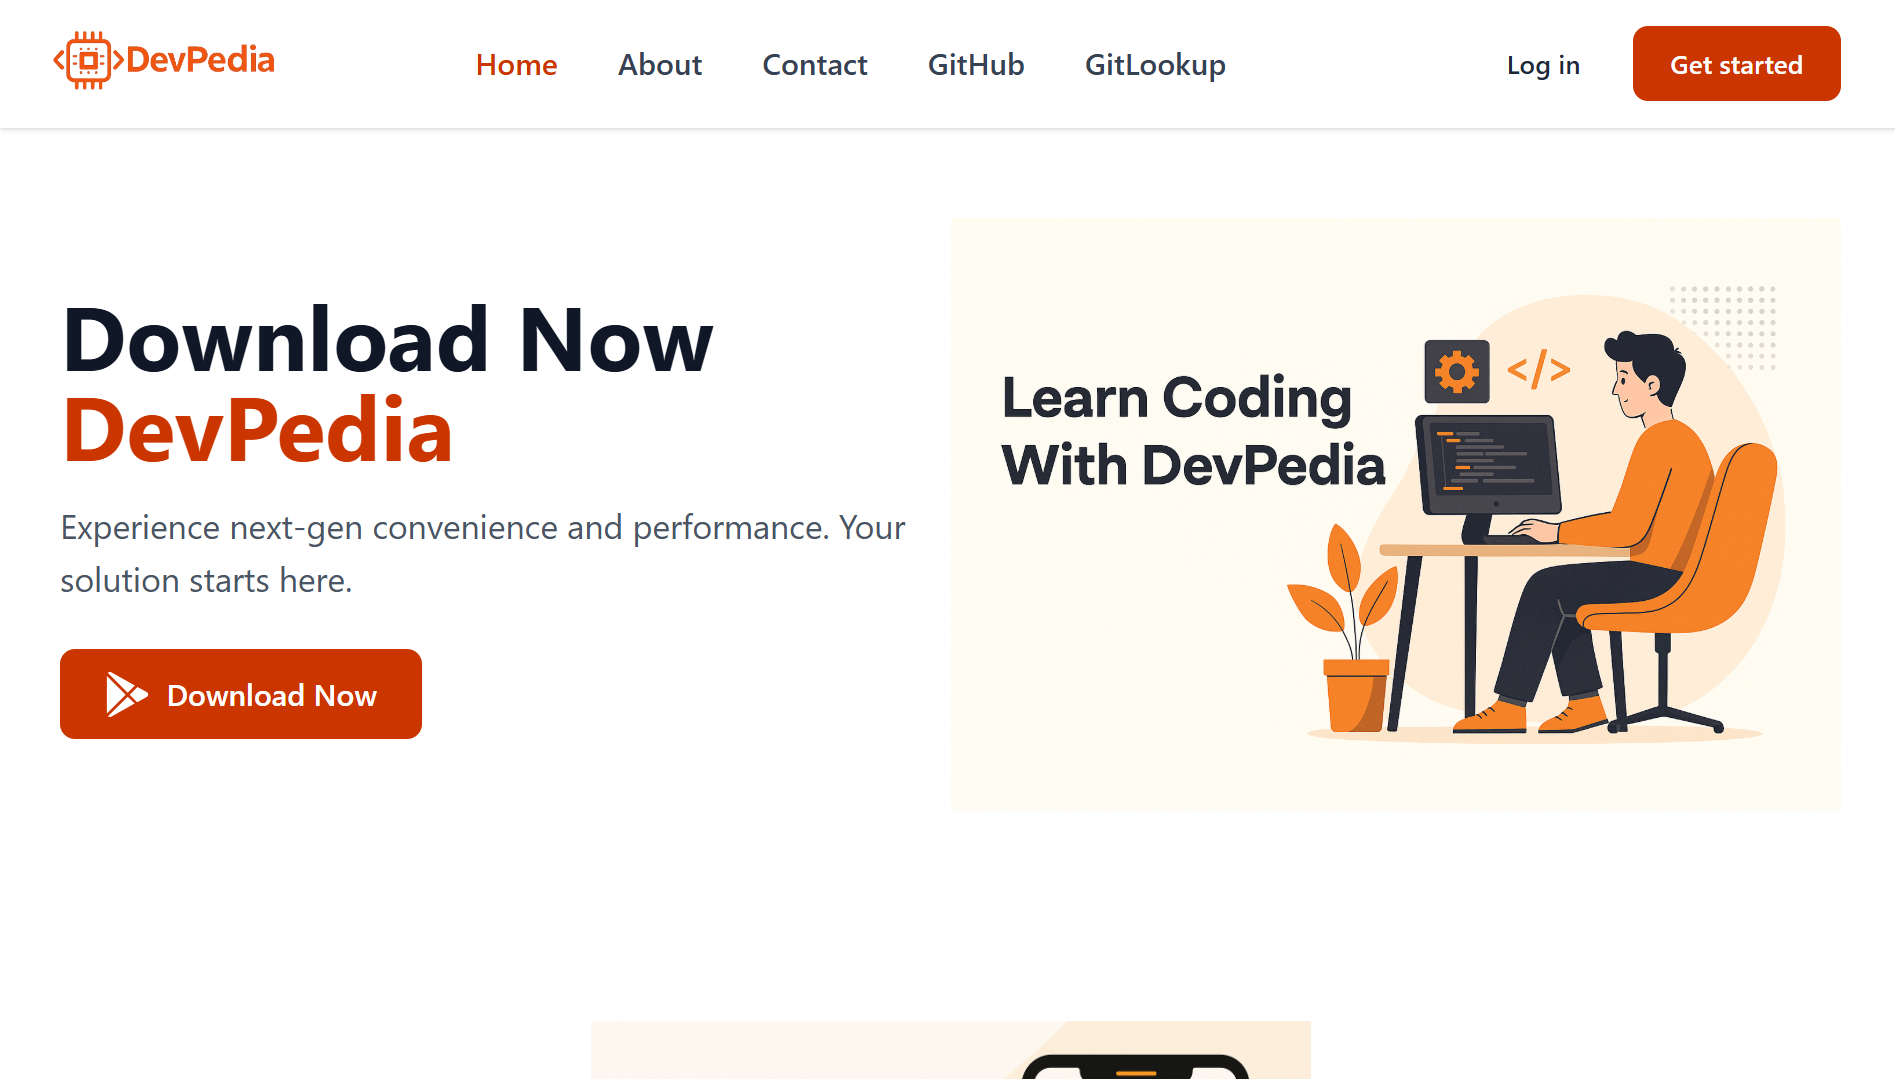 DevPedia
Home
About
Contact
GitHub
GitLookup
Log in
Get started
Download Now
DevPedia
Experience next-gen convenience and performance. Your
solution starts here.
Download Now
Learn Coding
With DevPedia
</>